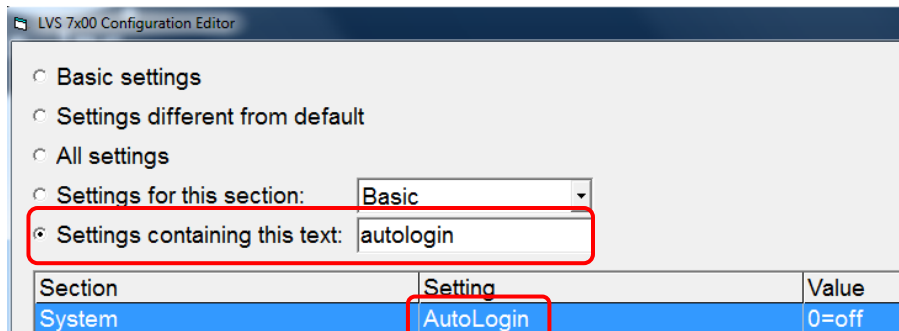 LVS 7x00 Configuration Editor
Basic settings
Settings different from default
All settings
Settings for this section: Basic
Settings containing this text: autologin
Section Setting Value
System AutoLogin 0=off